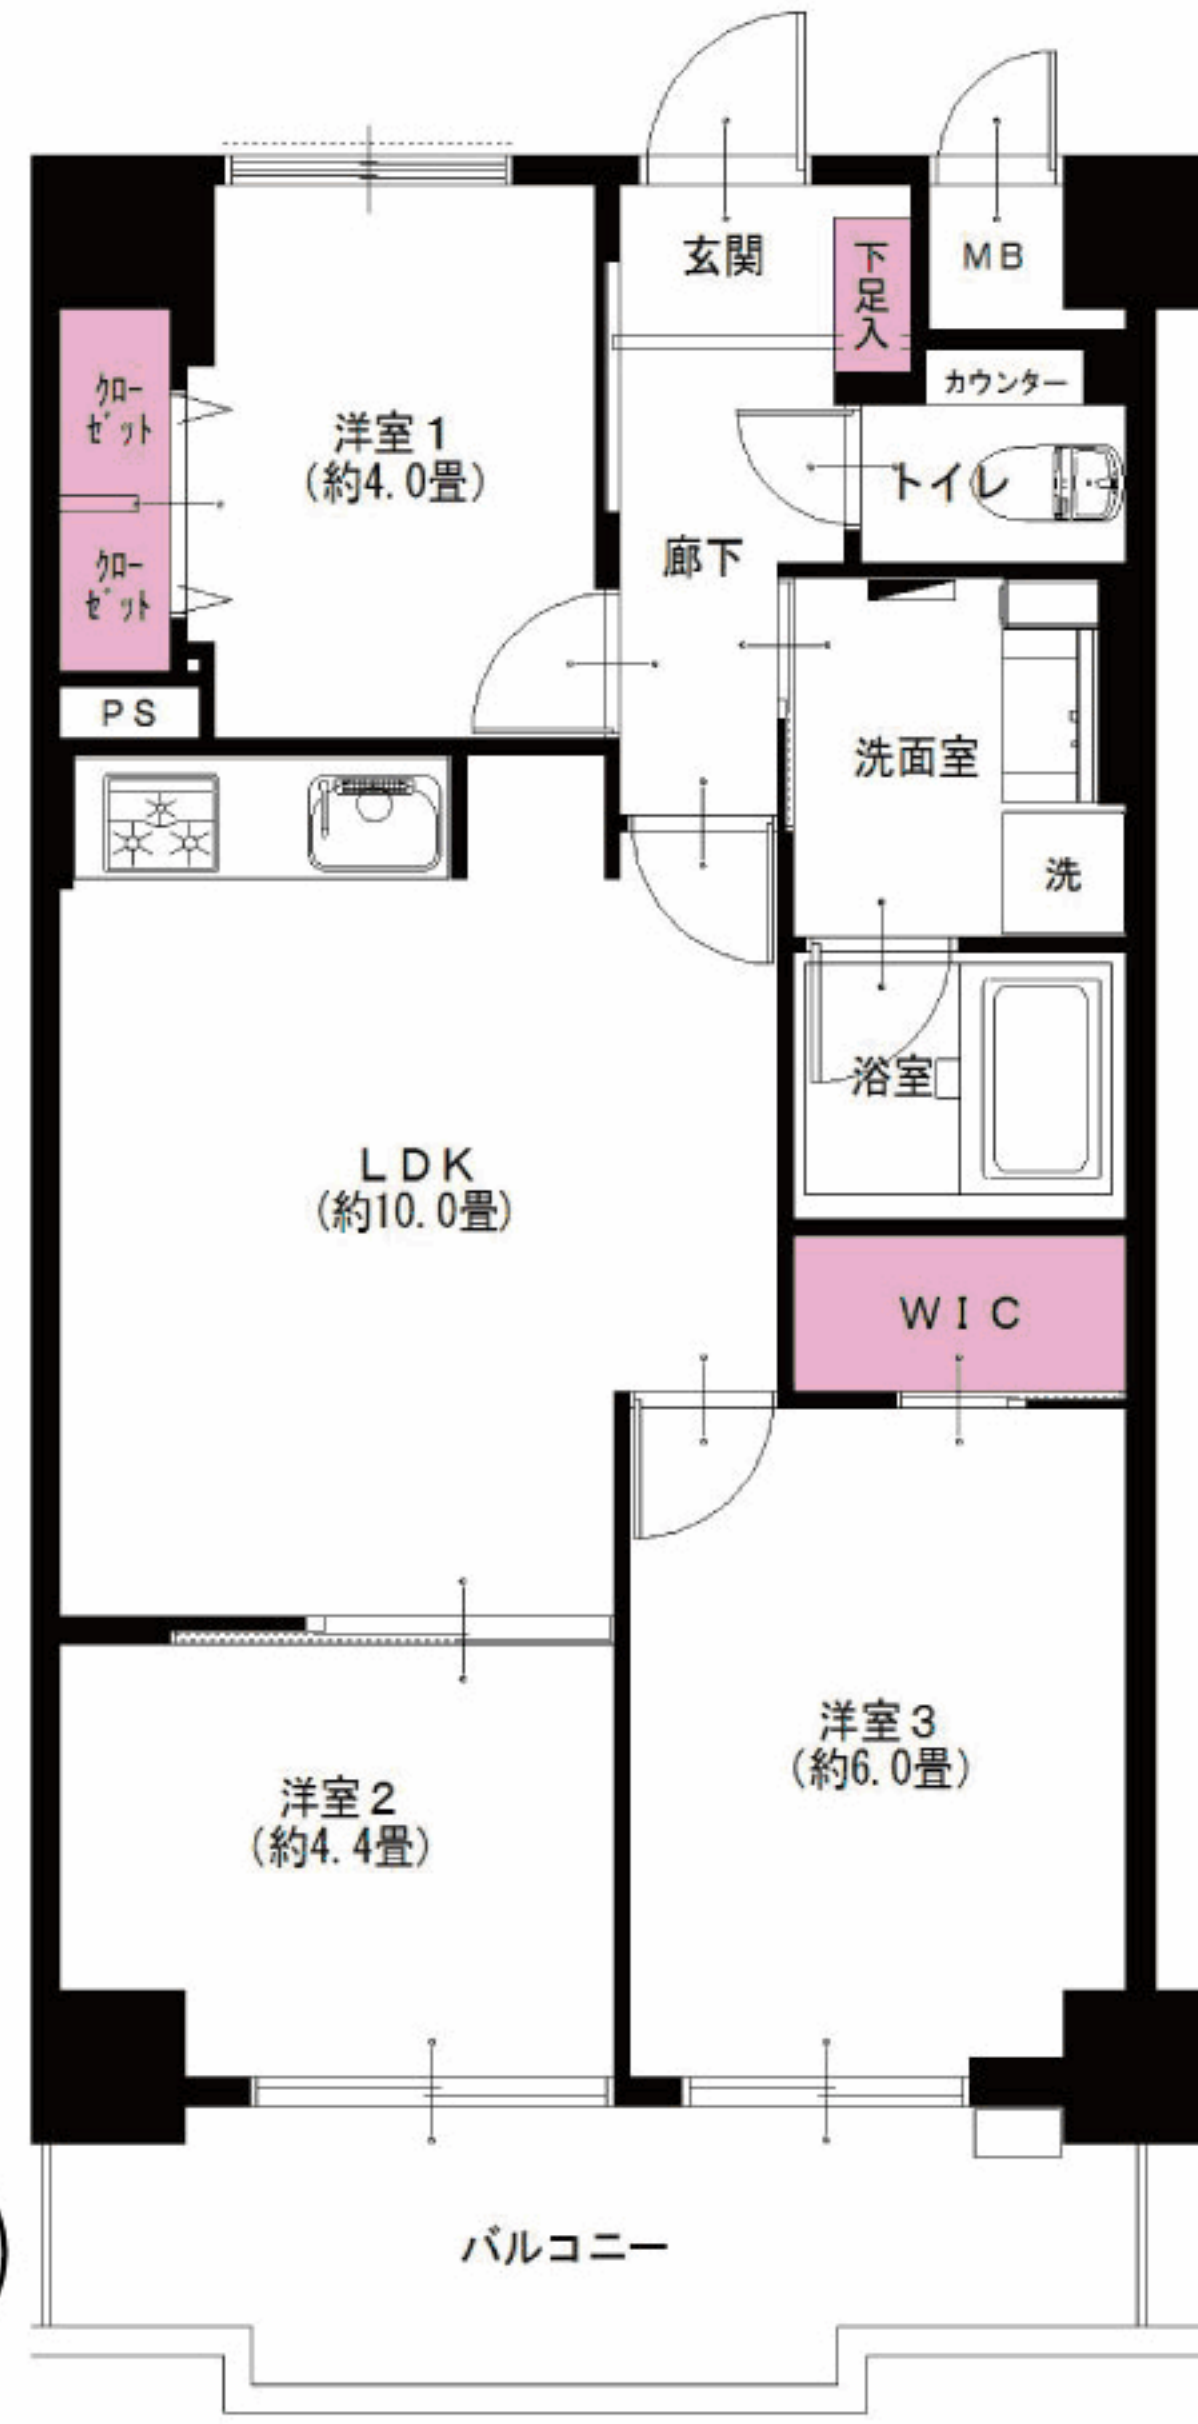 玄関
下足入
ＭＢ
カウンター
ｸﾛｰ
ｾﾞｯﾄ
洋室１
(約4.0畳)
トイレ
廊下
ｸﾛｰ
ｾﾞｯﾄ
ＰＳ
洗面室
洗
浴室
ＬＤＫ
(約10.0畳)
ＷＩＣ
洋室３
(約6.0畳)
洋室２
(約4.4畳)
バルコニー